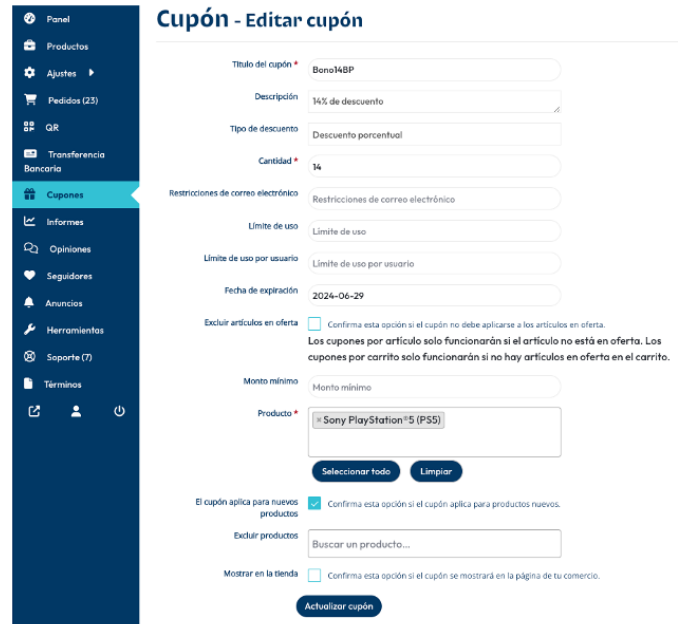 Panel
Productos
Ajustes
Pedidos (23)
QR
Transferencia
Bancaria
Cupones
Informes
Opiniones
Seguidores
Anuncios
Herramientas
Soporte (7)
Términos
Cupón - Editar cupón
Título del cupón *
Bono14BP
Descripción
14% de descuento
Tipo de descuento
Descuento porcentual
Cantidad *
14
Restricciones de correo electrónico
Restricciones de correo electrónico
Límite de uso
Límite de uso
Límite de uso por usuario
Límite de uso por usuario
Fecha de expiración
2024-06-29
Excluir artículos en oferta
Confirma esta opción si el cupón no debe aplicarse a los artículos en oferta.
Los cupones por artículo solo funcionarán si el artículo no está en oferta. Los
cupones por carrito solo funcionarán si no hay artículos en oferta en el carrito.
Monto mínimo
Monto mínimo
Producto *
× Sony PlayStation®5 (PS5)
Seleccionar todo
Limpiar
El cupón aplica para nuevos
productos
Confirma esta opción si el cupón aplica para productos nuevos.
Excluir productos
Buscar un producto...
Mostrar en la tienda
Confirma esta opción si el cupón se mostrará en la página de tu comercio.
Actualizar cupón